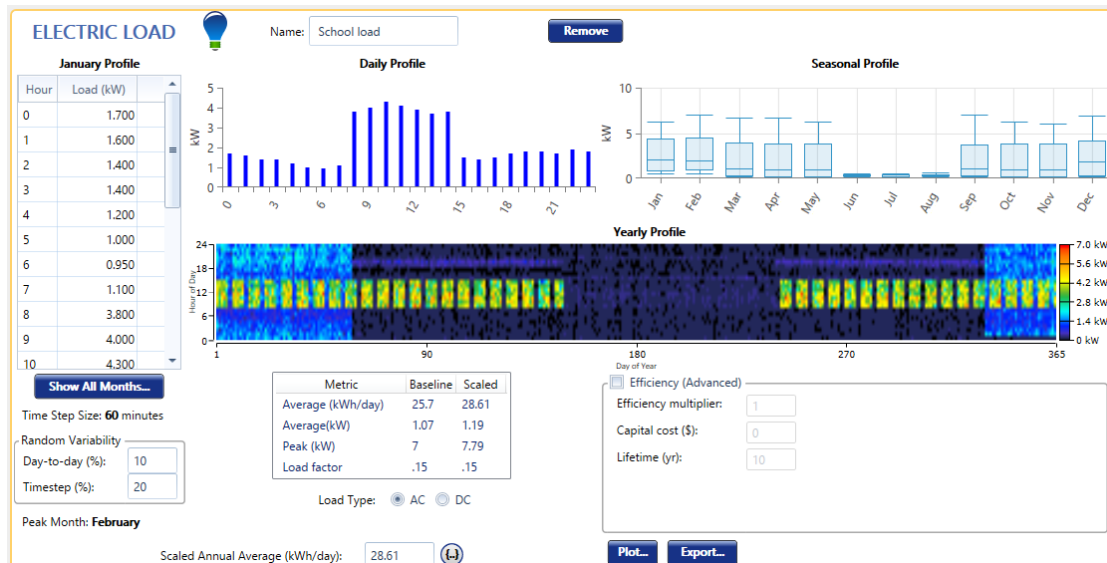 ELECTRIC LOAD
Name: School load
Remove
January Profile
Hour Load (kW)
0 1.700
1 1.600
2 1.400
3 1.400
4 1.200
5 1.000
6 0.950
7 1.100
8 3.800
9 4.000
10 4.300
Show All Months...
Time Step Size: 60 minutes
Random Variability
Day-to-day (%): 10
Timestep (%): 20
Peak Month: February
Daily Profile
kW
5
4
3
2
1
0
0 3 6 9 12 15 18 21
Seasonal Profile
kW
10
5
0
Jan Feb Mar Apr May Jun Jul Aug Sep Oct Nov Dec
Yearly Profile
Hour of Day
24
18
12
6
0
1 90 180 270 365
Day of Year
7.0 kW
5.6 kW
4.2 kW
2.8 kW
1.4 kW
0 kW
Metric Baseline Scaled
Average (kWh/day) 25.7 28.61
Average(kW) 1.07 1.19
Peak (kW) 7 7.79
Load factor .15 .15
Load Type: AC DC
Scaled Annual Average (kWh/day): 28.61 {..}
Efficiency (Advanced)
Efficiency multiplier: 1
Capital cost ($): 0
Lifetime (yr): 10
Plot... Export...